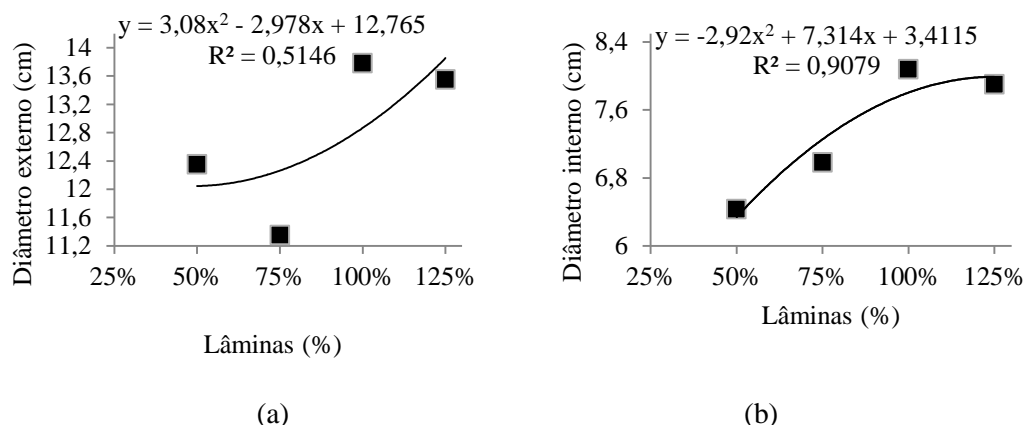 y = 3,08x² - 2,978x + 12,765
R² = 0,5146
Diâmetro externo (cm)
14
13,6
13,2
12,8
12,4
12
11,6
11,2
25% 50% 75% 100% 125%
Lâminas (%)
(a)
y = -2,92x² + 7,314x + 3,4115
R² = 0,9079
Diâmetro interno (cm)
8,4
7,6
6,8
6
25% 50% 75% 100% 125%
Lâminas (%)
(b)